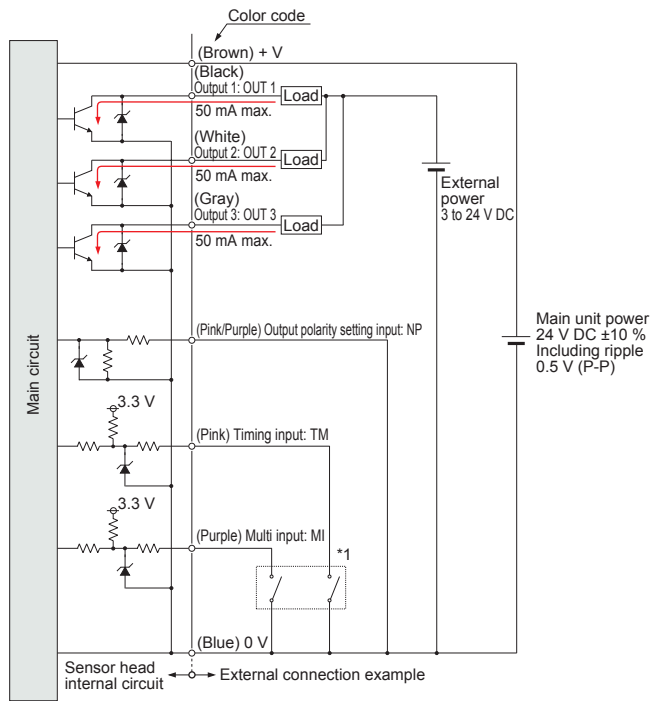 Color code
(Brown) + V
(Black)
Output 1: OUT 1
Load
50 mA max.
(White)
Output 2: OUT 2
Load
50 mA max.
(Gray)
Output 3: OUT 3
Load
50 mA max.
External
power
3 to 24 V DC
Main unit power
24 V DC ±10 %
Including ripple
0.5 V (P-P)
Main circuit
(Pink/Purple) Output polarity setting input: NP
3.3 V
(Pink) Timing input: TM
3.3 V
(Purple) Multi input: MI
*1
(Blue) 0 V
Sensor head
internal circuit
External connection example